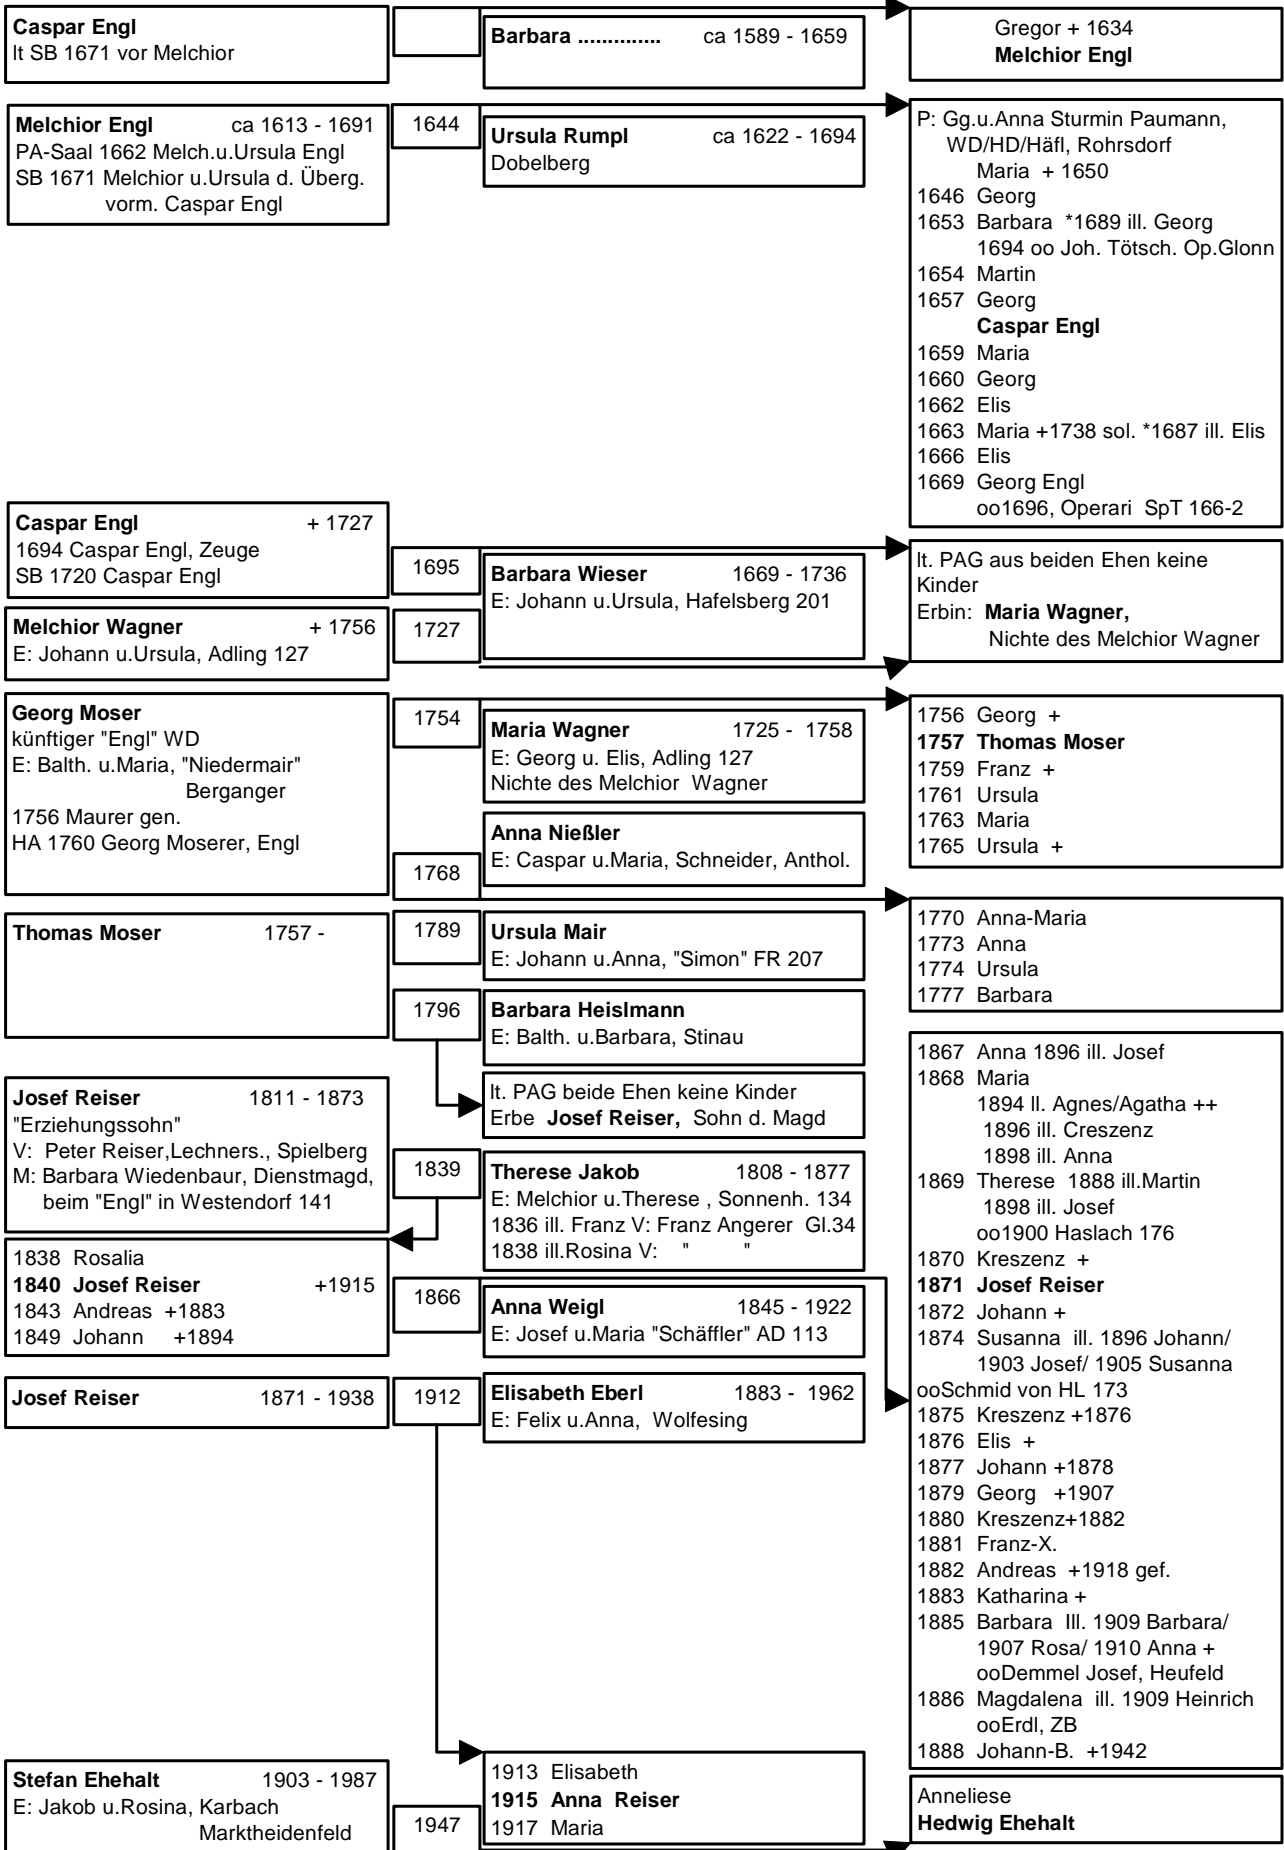 Caspar Engl
lt SB 1671 vor Melchior
Barbara .............. ca 1589 - 1659
Gregor + 1634
Melchior Engl
Melchior Engl ca 1613 - 1691
PA-Saal 1662 Melch.u.Ursula Engl
SB 1671 Melchior u.Ursula d. Überg.
vorm. Caspar Engl
1644
Ursula Rumpl ca 1622 - 1694
Dobelberg
P: Gg.u.Anna Sturmin Paumann,
WD/HD/Häfl, Rohrsdorf
Maria + 1650
1646 Georg
1653 Barbara *1689 ill. Georg
1694 oo Joh. Tötsch. Op.Glonn
1654 Martin
1657 Georg
Caspar Engl
1659 Maria
1660 Georg
1662 Elis
1663 Maria +1738 sol. *1687 ill. Elis
1666 Elis
1669 Georg Engl
oo1696, Operari SpT 166-2
Caspar Engl + 1727
1694 Caspar Engl, Zeuge
SB 1720 Caspar Engl
1695
Barbara Wieser 1669 - 1736
E: Johann u.Ursula, Hafelsberg 201
lt. PAG aus beiden Ehen keine
Kinder
Erbin: Maria Wagner,
Nichte des Melchior Wagner
Melchior Wagner + 1756
E: Johann u.Ursula, Adling 127
1727
Georg Moser
künftiger "Engl" WD
E: Balth. u.Maria, "Niedermair"
Berganger
1756 Maurer gen.
HA 1760 Georg Moserer, Engl
1754
Maria Wagner 1725 - 1758
E: Georg u. Elis, Adling 127
Nichte des Melchior Wagner
1756 Georg +
1757 Thomas Moser
1759 Franz +
1761 Ursula
1763 Maria
1765 Ursula +
1768
Anna Nießler
E: Caspar u.Maria, Schneider, Anthol.
1770 Anna-Maria
1773 Anna
1774 Ursula
1777 Barbara
Thomas Moser 1757 -
1789
Ursula Mair
E: Johann u.Anna, "Simon" FR 207
1796
Barbara Heislmann
E: Balth. u.Barbara, Stinau
lt. PAG beide Ehen keine Kinder
Erbe Josef Reiser, Sohn d. Magd
Josef Reiser 1811 - 1873
"Erziehungssohn"
V: Peter Reiser,Lechners., Spielberg
M: Barbara Wiedenbaur, Dienstmagd,
beim "Engl" in Westendorf 141
1839
Therese Jakob 1808 - 1877
E: Melchior u.Therese , Sonnenh. 134
1836 ill. Franz V: Franz Angerer Gl.34
1838 ill.Rosina V: " "
1838 Rosalia
1840 Josef Reiser +1915
1843 Andreas +1883
1849 Johann +1894
1866
Anna Weigl 1845 - 1922
E: Josef u.Maria "Schäffler" AD 113
1867 Anna 1896 ill. Josef
1868 Maria
1894 ll. Agnes/Agatha ++
1896 ill. Creszenz
1898 ill. Anna
1869 Therese 1888 ill.Martin
1898 ill. Josef
oo1900 Haslach 176
1870 Kreszenz +
1871 Josef Reiser
1872 Johann +
1874 Susanna ill. 1896 Johann/
1903 Josef/ 1905 Susanna
ooSchmid von HL 173
1875 Kreszenz +1876
1876 Elis +
1877 Johann +1878
1879 Georg +1907
1880 Kreszenz+1882
1881 Franz-X.
1882 Andreas +1918 gef.
1883 Katharina +
1885 Barbara Ill. 1909 Barbara/
1907 Rosa/ 1910 Anna +
ooDemmel Josef, Heufeld
1886 Magdalena ill. 1909 Heinrich
ooErdl, ZB
1888 Johann-B. +1942
Josef Reiser 1871 - 1938
1912
Elisabeth Eberl 1883 - 1962
E: Felix u.Anna, Wolfesing
1913 Elisabeth
1915 Anna Reiser
1917 Maria
Stefan Ehehalt 1903 - 1987
E: Jakob u.Rosina, Karbach
Marktheidenfeld
1947
Anneliese
Hedwig Ehehalt